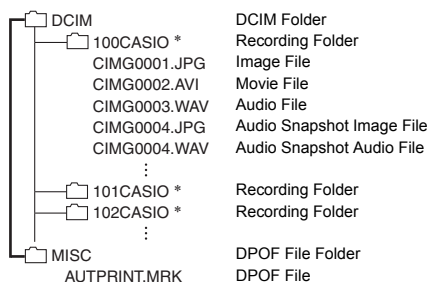 DCIM DCIM Folder
100CASIO * Recording Folder
CIMG0001.JPG Image File
CIMG0002.AVI Movie File
CIMG0003.WAV Audio File
CIMG0004.JPG Audio Snapshot Image File
CIMG0004.WAV Audio Snapshot Audio File
101CASIO * Recording Folder
102CASIO * Recording Folder
MISC DPOF File Folder
AUTPRINT.MRK DPOF File